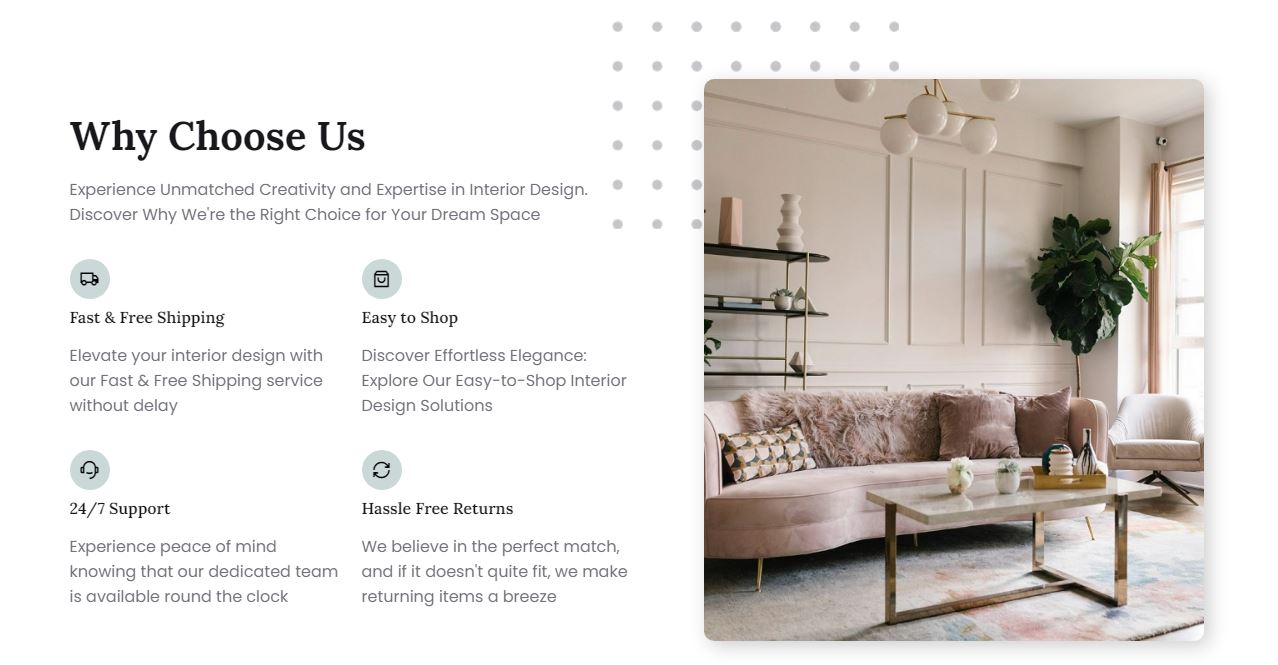 Why Choose Us
Experience Unmatched Creativity and Expertise in Interior Design.
Discover Why We're the Right Choice for Your Dream Space
Fast & Free Shipping
Elevate your interior design with
our Fast & Free Shipping service
without delay
Easy to Shop
Discover Effortless Elegance:
Explore Our Easy-to-Shop Interior
Design Solutions
24/7 Support
Experience peace of mind
knowing that our dedicated team
is available round the clock
Hassle Free Returns
We believe in the perfect match,
and if it doesn't quite fit, we make
returning items a breeze